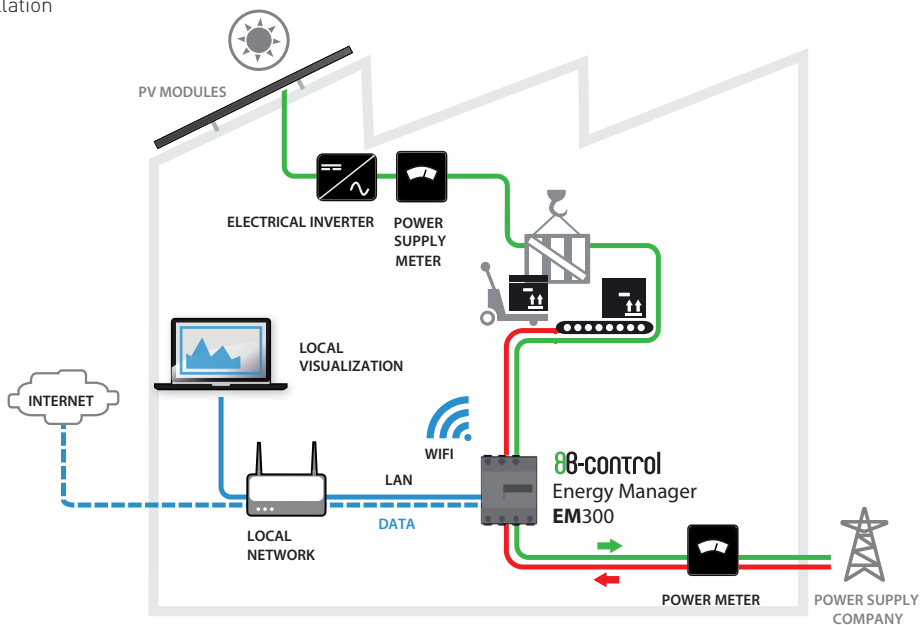 llation
PV MODULES
ELECTRICAL INVERTER
POWER
SUPPLY
METER
LOCAL
VISUALIZATION
INTERNET
WIFI
LAN
DATA
LOCAL
NETWORK
B-control
Energy Manager
EM300
POWER METER
POWER SUPPLY
COMPANY